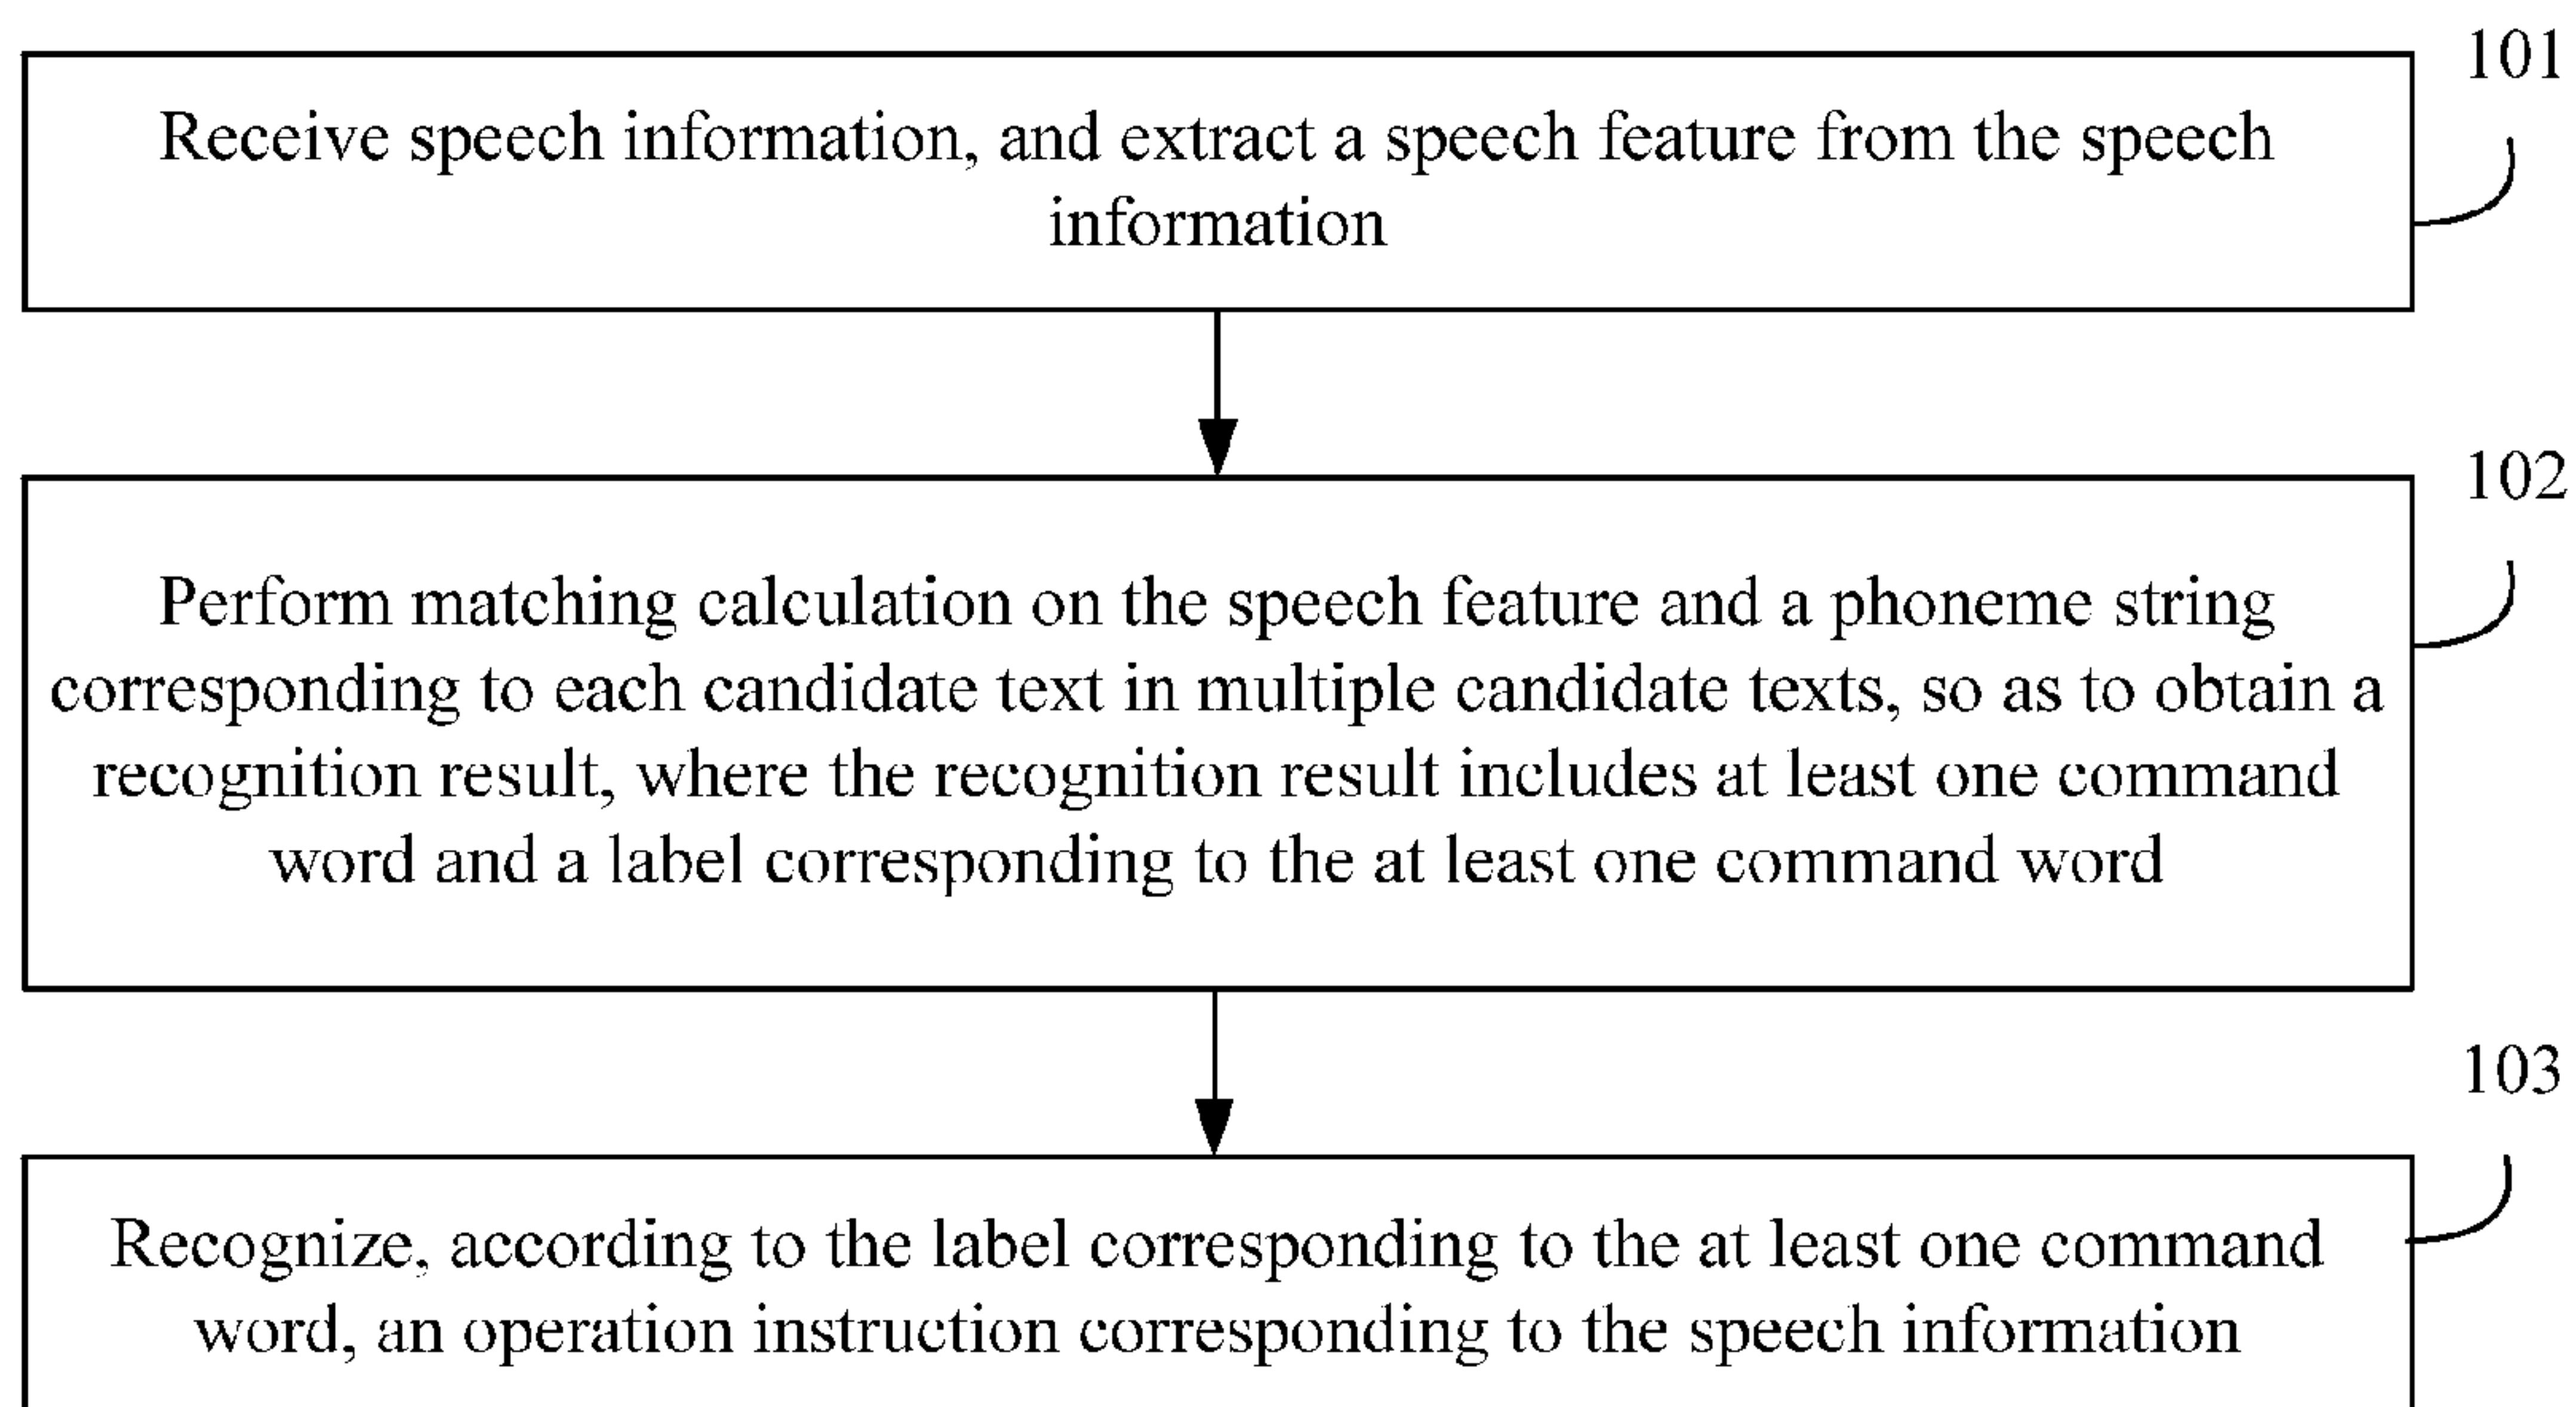 101
Receive speech information, and extract a speech feature from the speech
information
102
Perform matching calculation on the speech feature and a phoneme string
corresponding to each candidate text in multiple candidate texts, so as to obtain a
recognition result, where the recognition result includes at least one command
word and a label corresponding to the at least one command word
103
Recognize, according to the label corresponding to the at least one command
word, an operation instruction corresponding to the speech information